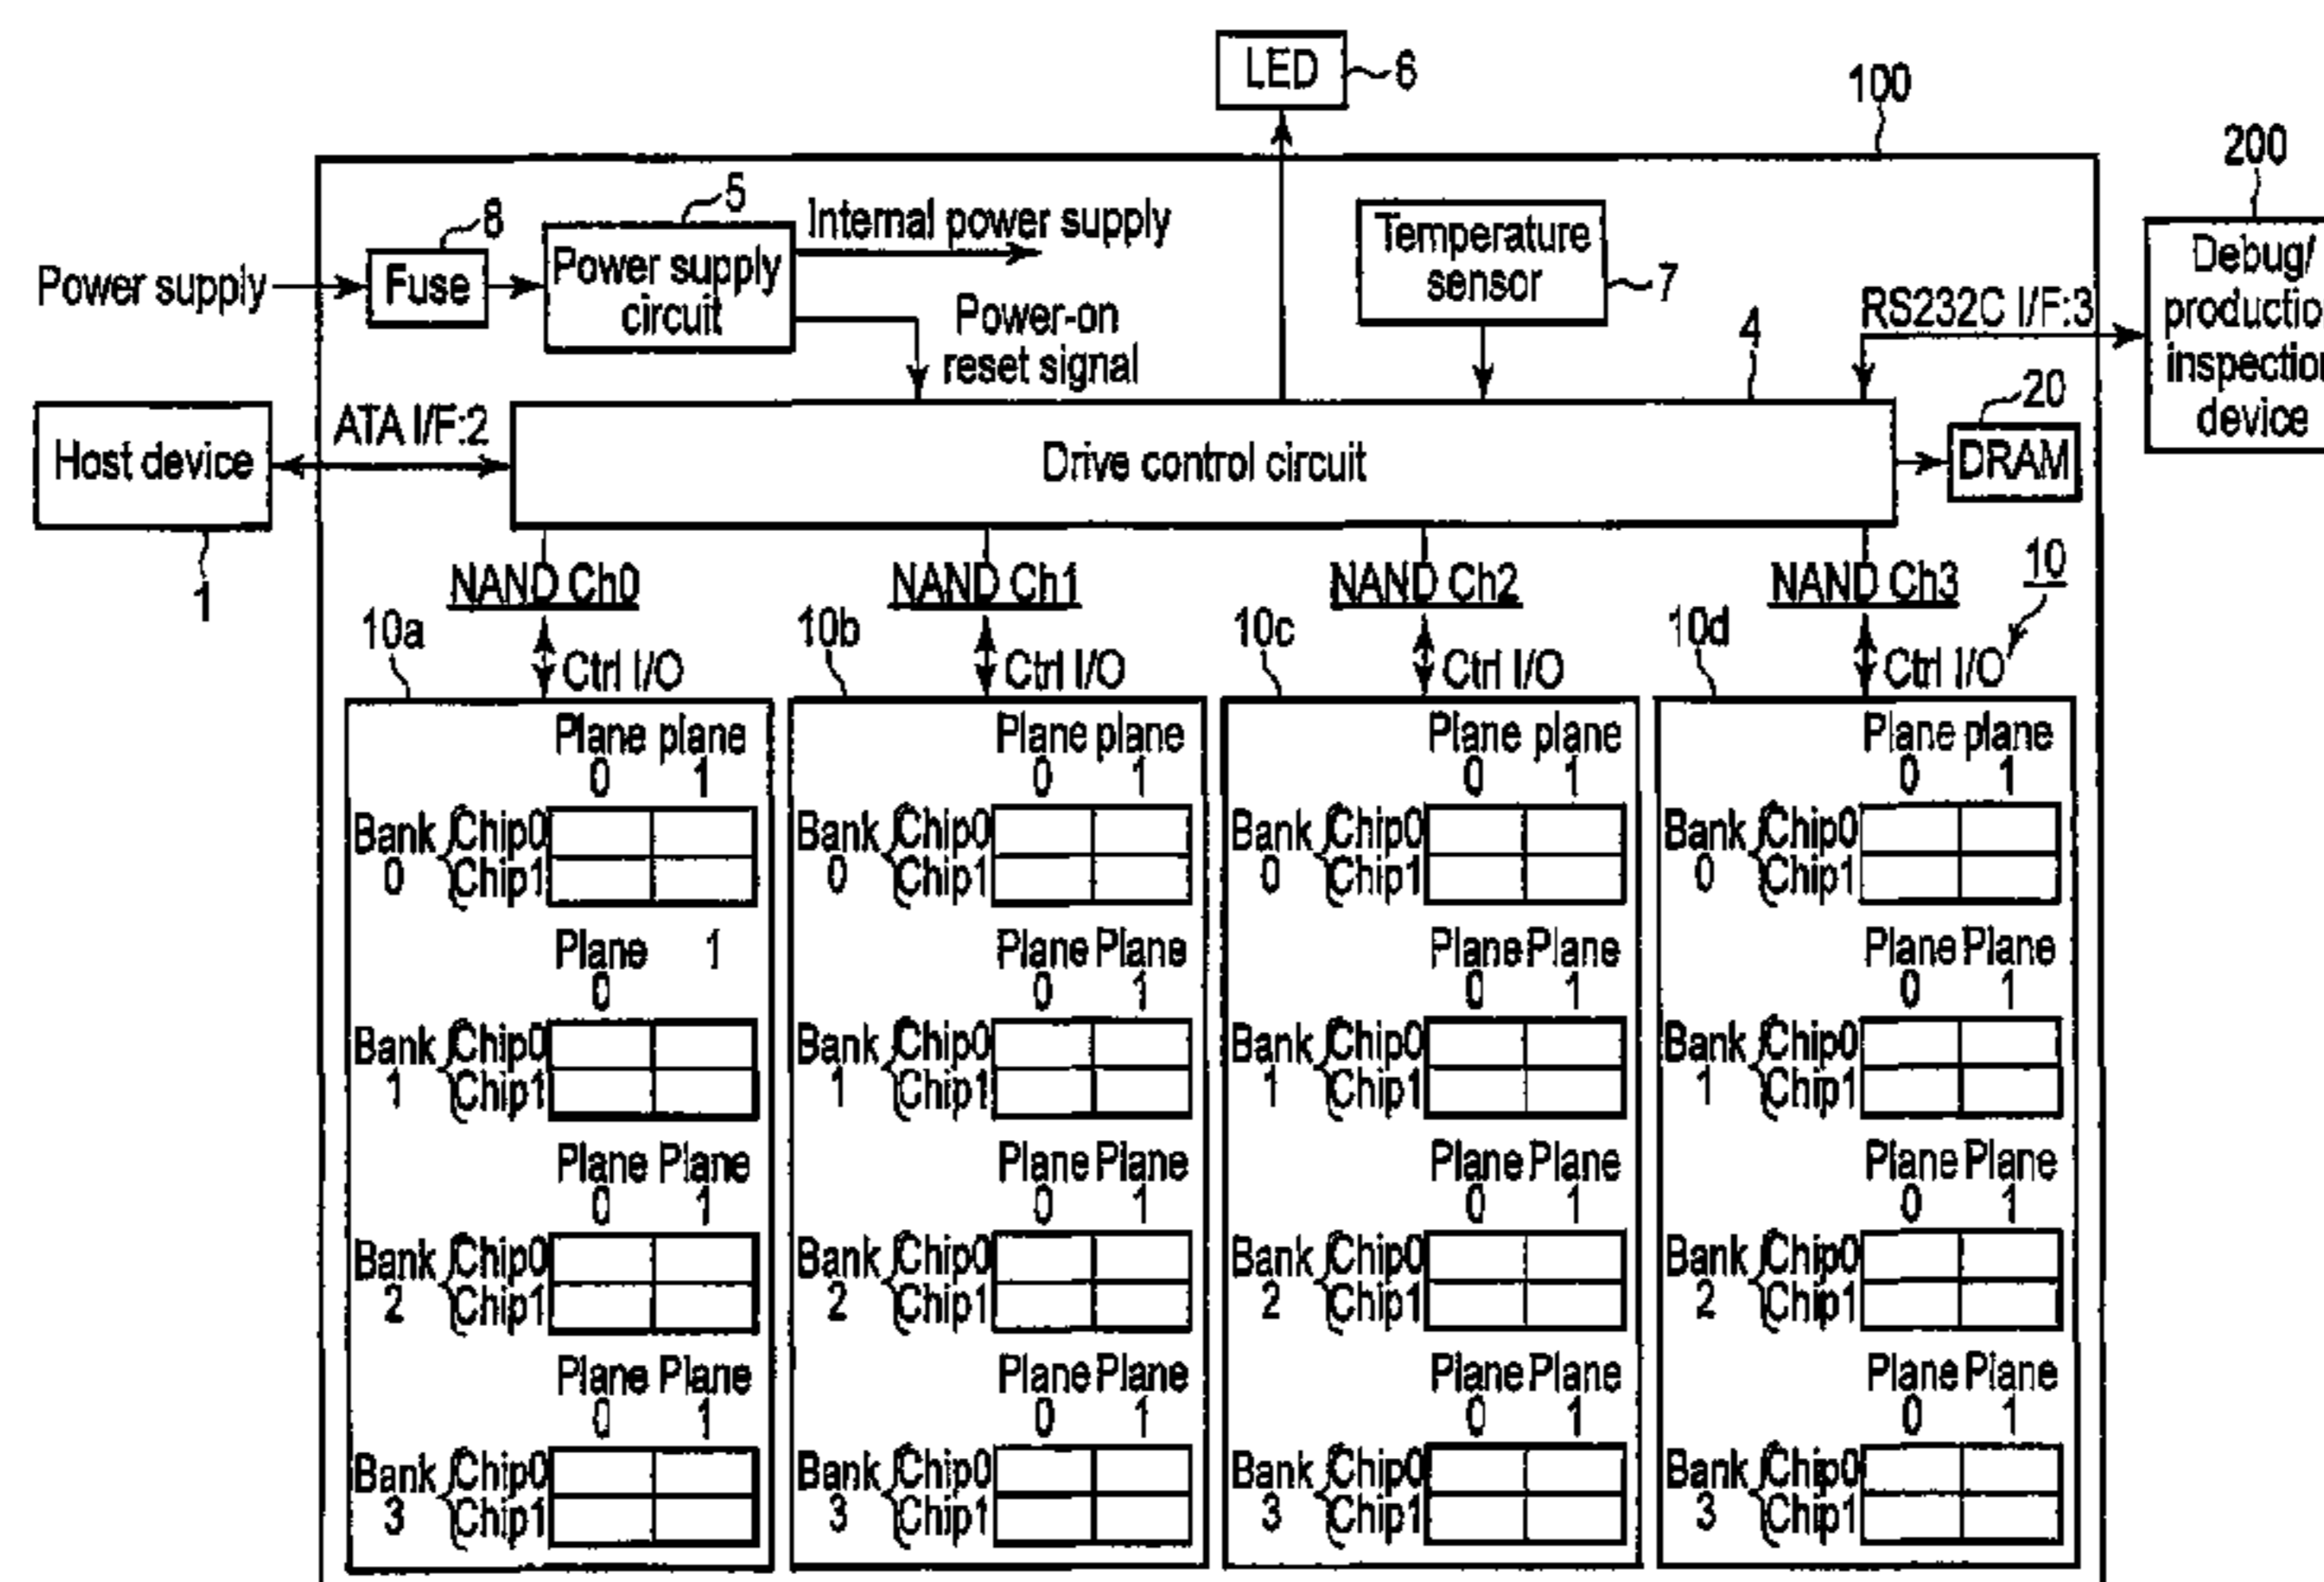 LED
6
100
200
8
5
Internal power supply
Temperature
sensor
7
Power supply
Fuse
Power supply
circuit
Power-on
reset signal
4
RS232C I/F:3
Debug/
productio
inspection
device
20
DRAM
Host device
1
ATA I/F:2
Drive control circuit
NAND Ch0
NAND Ch1
NAND Ch2
NAND Ch3
10
10a
Ctrl I/O
10b
Ctrl I/O
10c
Ctrl I/O
10d
Ctrl I/O
Plane plane
0 1
Bank 0
Chip0
Chip1
Plane 1
0
Bank 1
Chip0
Chip1
Plane Plane
0 1
Bank 2
Chip0
Chip1
Plane Plane
0 1
Bank 3
Chip0
Chip1
Plane plane
0 1
Bank 0
Chip0
Chip1
Plane Plane
0 1
Bank 1
Chip0
Chip1
Plane Plane
0 1
Bank 2
Chip0
Chip1
Plane Plane
0 1
Bank 3
Chip0
Chip1
Plane plane
0 1
Bank 0
Chip0
Chip1
Plane Plane
0 1
Bank 1
Chip0
Chip1
Plane Plane
0 1
Bank 2
Chip0
Chip1
Plane Plane
0 1
Bank 3
Chip0
Chip1
Plane plane
0 1
Bank 0
Chip0
Chip1
Plane Plane
0 1
Bank 1
Chip0
Chip1
Plane Plane
0 1
Bank 2
Chip0
Chip1
Plane Plane
0 1
Bank 3
Chip0
Chip1